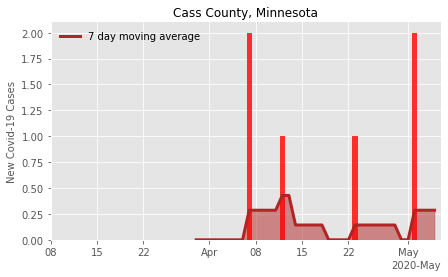 Cass County, Minnesota
7 day moving average
New Covid-19 Cases
2.00
1.75
1.50
1.25
1.00
0.75
0.50
0.25
0.00
08
15
22
Apr
08
15
22
May
2020-May